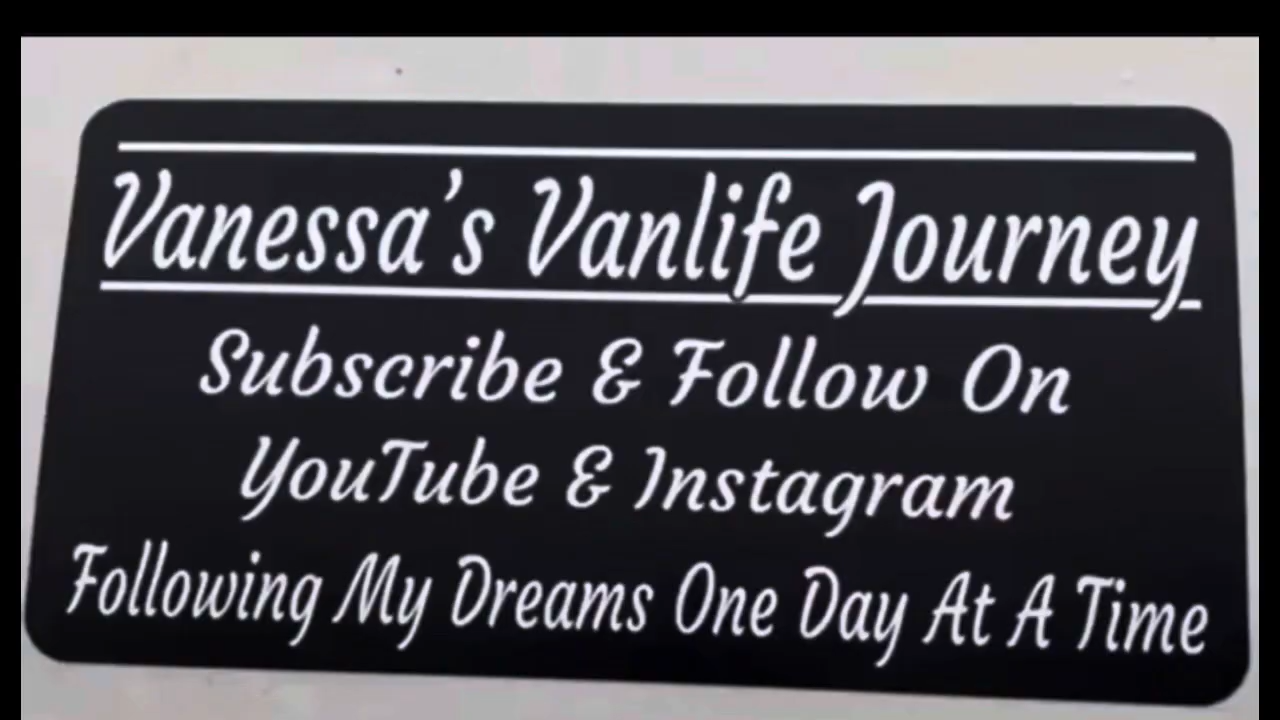 Vanessa's Vanlife Journey
Subscribe & Follow On
YouTube & Instagram
Following My Dreams One Day At A Time